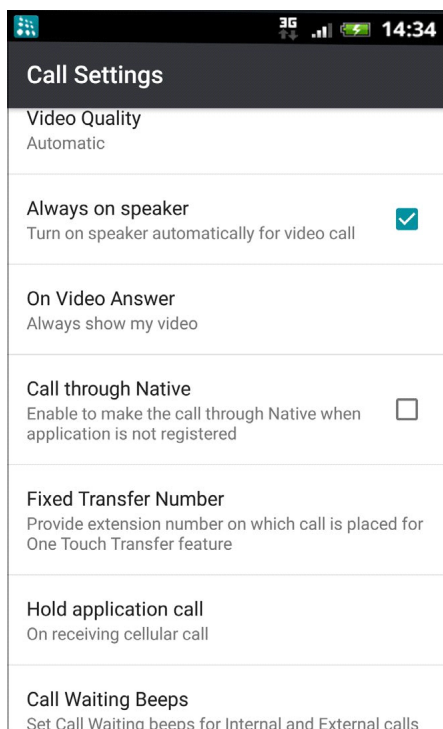 3G 14:34
Call Settings
Video Quality
Automatic
Always on speaker
Turn on speaker automatically for video call
On Video Answer
Always show my video
Call through Native
Enable to make the call through Native when
application is not registered
Fixed Transfer Number
Provide extension number on which call is placed for
One Touch Transfer feature
Hold application call
On receiving cellular call
Call Waiting Beeps
Set Call Waiting beeps for Internal and External calls